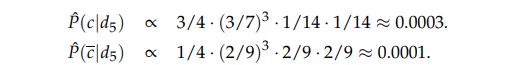 P̂(c|d₅) ∝ 3/4 · (3/7)³ · 1/14 · 1/14 ≈ 0.0003.
P̂(c̅|d₅) ∝ 1/4 · (2/9)³ · 2/9 · 2/9 ≈ 0.0001.